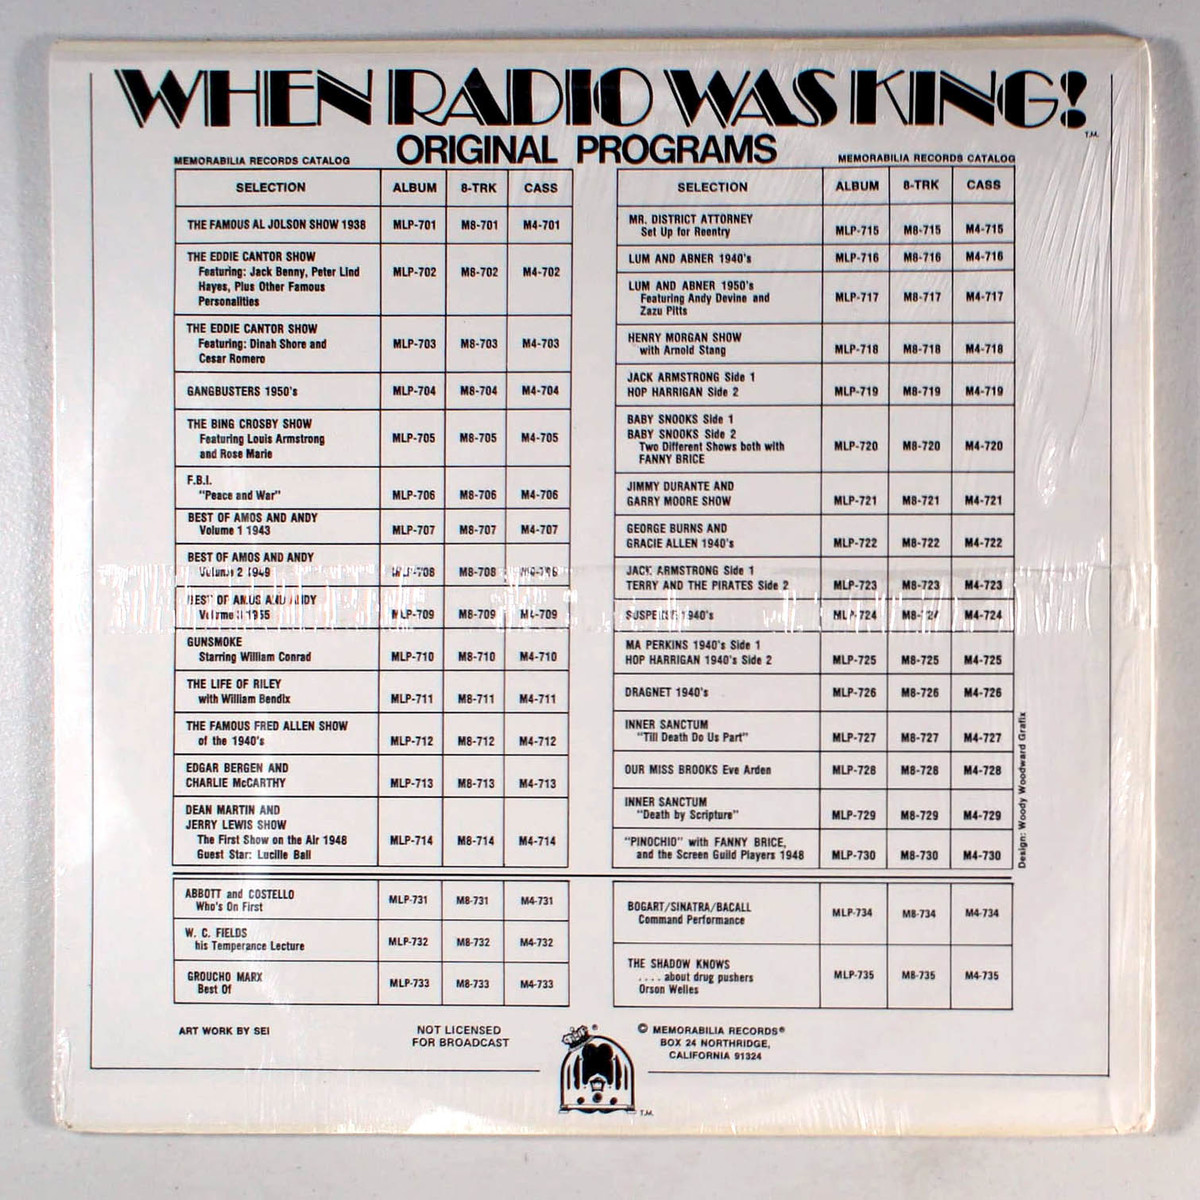 WHEN RADIO WAS KING!
T.M.
ORIGINAL PROGRAMS
MEMORABILIA RECORDS CATALOG
SELECTION ALBUM 8-TRK CASS
THE FAMOUS AL JOLSON SHOW 1938 MLP-701 M8-701 M4-701
THE EDDIE CANTOR SHOW
Featuring: Jack Benny, Peter Lind MLP-702 M8-702 M4-702
Hayes, Plus Other Famous
Personalities
THE EDDIE CANTOR SHOW
Featuring: Dinah Shore and MLP-703 M8-703 M4-703
Cesar Romero
GANGBUSTERS 1950's MLP-704 M8-704 M4-704
THE BING CROSBY SHOW
Featuring Louis Armstrong MLP-705 M8-705 M4-705
and Rose Marie
F.B.I.
"Peace and War" MLP-706 M8-706 M4-706
BEST OF AMOS AND ANDY
Volume 1 1943 MLP-707 M8-707 M4-707
BEST OF AMOS AND ANDY
Volume 2 1949 MLP-708 M8-708 M4-708
BEST OF AMOS AND ANDY
Volume 1955 MLP-709 M8-709 M4-709
GUNSMOKE
Starring William Conrad MLP-710 M8-710 M4-710
THE LIFE OF RILEY
with William Bendix MLP-711 M8-711 M4-711
THE FAMOUS FRED ALLEN SHOW
of the 1940's MLP-712 M8-712 M4-712
EDGAR BERGEN AND
CHARLIE McCARTHY MLP-713 M8-713 M4-713
DEAN MARTIN AND
JERRY LEWIS SHOW
The First Show on the Air 1948 MLP-714 M8-714 M4-714
Guest Star: Lucille Ball
ABBOTT and COSTELLO
Who's On First MLP-731 M8-731 M4-731
W. C. FIELDS
his Temperance Lecture MLP-732 M8-732 M4-732
GROUCHO MARX
Best Of MLP-733 M8-733 M4-733
MEMORABILIA RECORDS CATALOG
SELECTION ALBUM 8-TRK CASS
MR. DISTRICT ATTORNEY
Set Up for Reentry MLP-715 M8-715 M4-715
LUM AND ABNER 1940's MLP-716 M8-716 M4-716
LUM AND ABNER 1950's
Featuring Andy Devine and MLP-717 M8-717 M4-717
Zazu Pitts
HENRY MORGAN SHOW
with Arnold Stang MLP-718 M8-718 M4-718
JACK ARMSTRONG Side 1
HOP HARRIGAN Side 2 MLP-719 M8-719 M4-719
BABY SNOOKS Side 1
BABY SNOOKS Side 2
Two Different Shows both with MLP-720 M8-720 M4-720
FANNY BRICE
JIMMY DURANTE AND
GARRY MOORE SHOW MLP-721 M8-721 M4-721
GEORGE BURNS AND
GRACIE ALLEN 1940's MLP-722 M8-722 M4-722
JACK ARMSTRONG Side 1
TERRY AND THE PIRATES Side 2 MLP-723 M8-723 M4-723
SUSPENSE 1940's MLP-724 M8-724 M4-724
MA PERKINS 1940's Side 1
HOP HARRIGAN 1940's Side 2 MLP-725 M8-725 M4-725
DRAGNET 1940's MLP-726 M8-726 M4-726
INNER SANCTUM
"Till Death Do Us Part" MLP-727 M8-727 M4-727
OUR MISS BROOKS Eve Arden MLP-728 M8-728 M4-728
INNER SANCTUM
"Death by Scripture" MLP-729 M8-729 M4-729
"PINOCHIO" with FANNY BRICE,
and the Screen Guild Players 1948 MLP-730 M8-730 M4-730
BOGART/SINATRA/BACALL
Command Performance MLP-734 M8-734 M4-734
THE SHADOW KNOWS
. . . . about drug pushers MLP-735 M8-735 M4-735
Orson Welles
Design: Woody Woodward Grafix
ART WORK BY SEI
NOT LICENSED
FOR BROADCAST
®
T.M.
© MEMORABILIA RECORDS®
BOX 24 NORTHRIDGE,
CALIFORNIA 91324